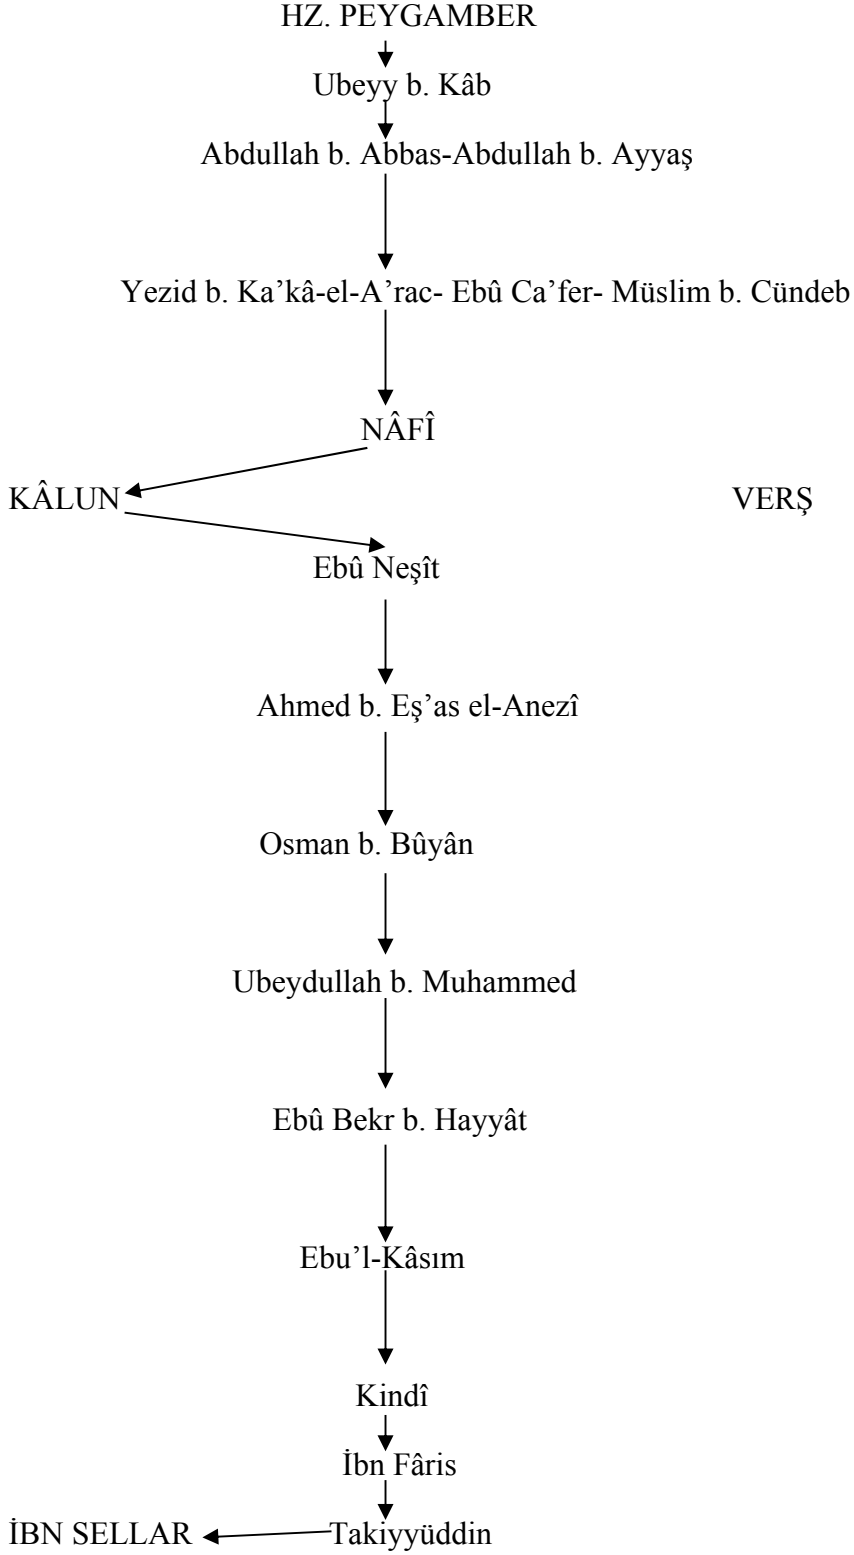 HZ. PEYGAMBER
Ubeyy b. Kâb
Abdullah b. Abbas-Abdullah b. Ayyaş
Yezid b. Ka’kâ-el-A’rac- Ebû Ca’fer- Müslim b. Cündeb
NÂFÎ
KÂLUN VERŞ
Ebû Neşît
Ahmed b. Eş’as el-Anezî
Osman b. Bûyân
Ubeydullah b. Muhammed
Ebû Bekr b. Hayyât
Ebu’l-Kâsım
Kindî
İbn Fâris
İBN SELLAR Takiyyüddin